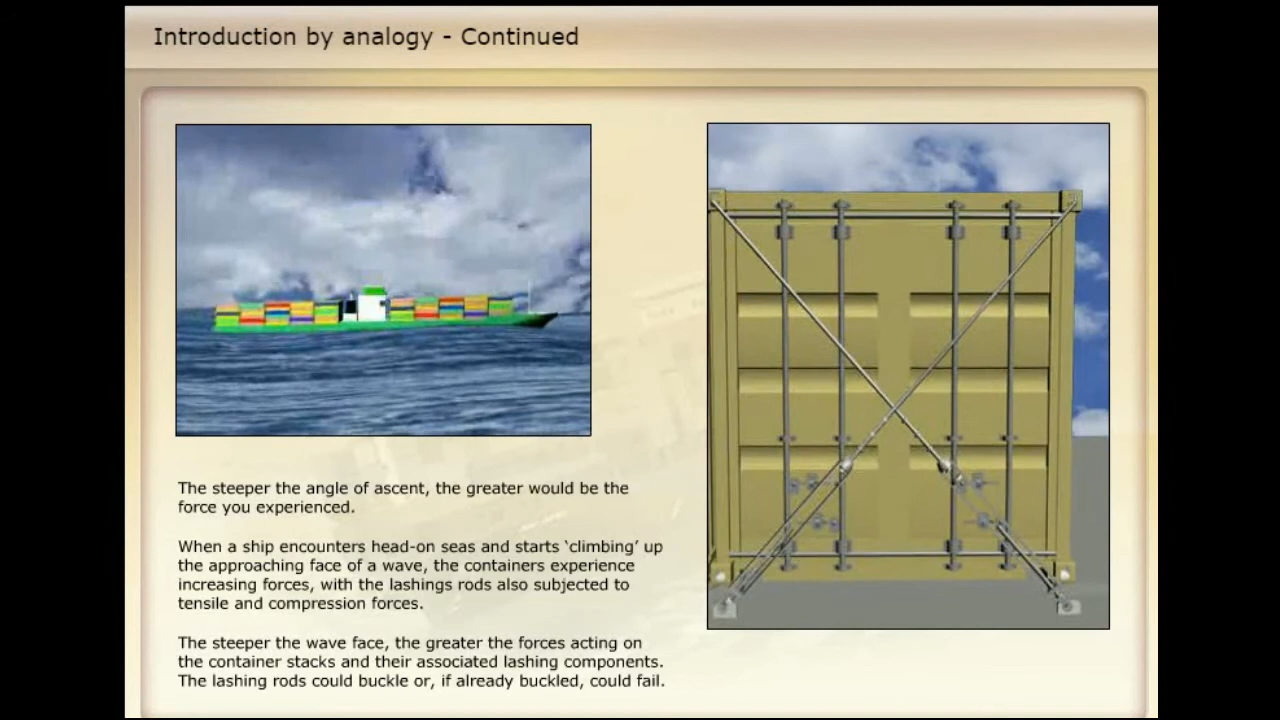 Introduction by analogy - Continued
The steeper the angle of ascent, the greater would be the
force you experienced.
When a ship encounters head-on seas and starts ‘climbing’ up
the approaching face of a wave, the containers experience
increasing forces, with the lashings rods also subjected to
tensile and compression forces.
The steeper the wave face, the greater the forces acting on
the container stacks and their associated lashing components.
The lashing rods could buckle or, if already buckled, could fail.